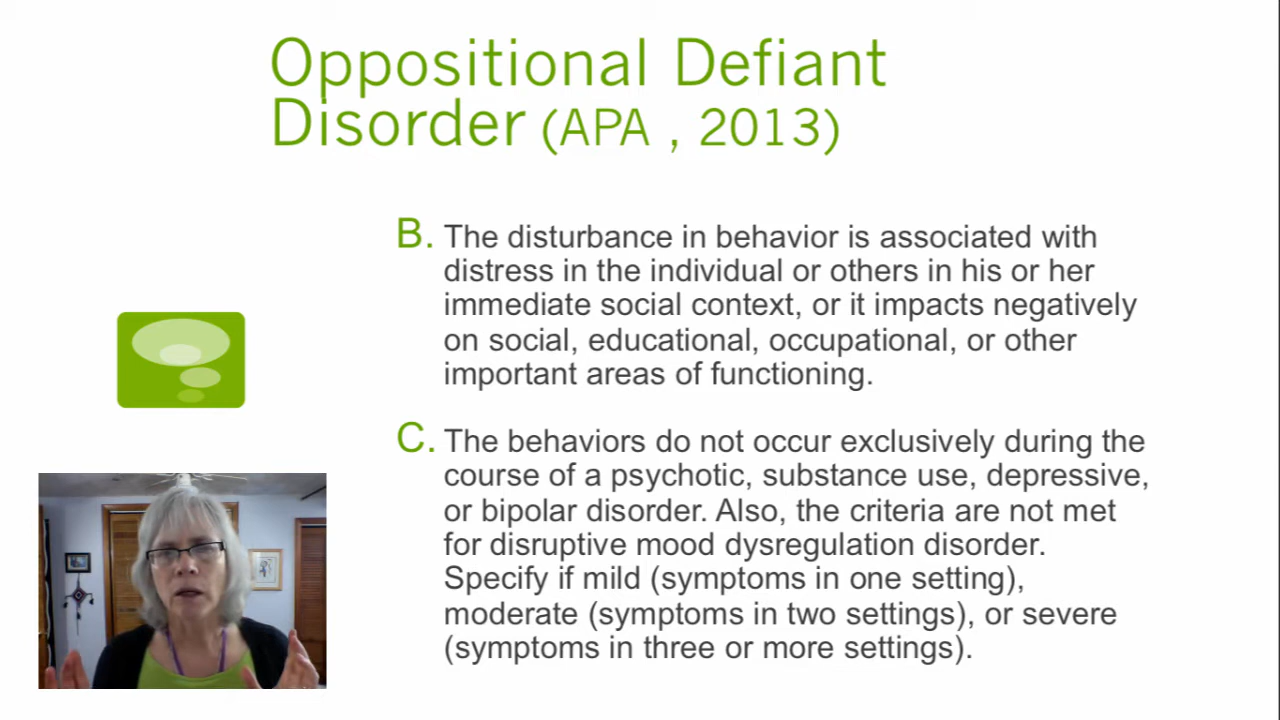 Oppositional Defiant
Disorder (APA , 2013)
B. The disturbance in behavior is associated with
distress in the individual or others in his or her
immediate social context, or it impacts negatively
on social, educational, occupational, or other
important areas of functioning.
C. The behaviors do not occur exclusively during the
course of a psychotic, substance use, depressive,
or bipolar disorder. Also, the criteria are not met
for disruptive mood dysregulation disorder.
Specify if mild (symptoms in one setting),
moderate (symptoms in two settings), or severe
(symptoms in three or more settings).